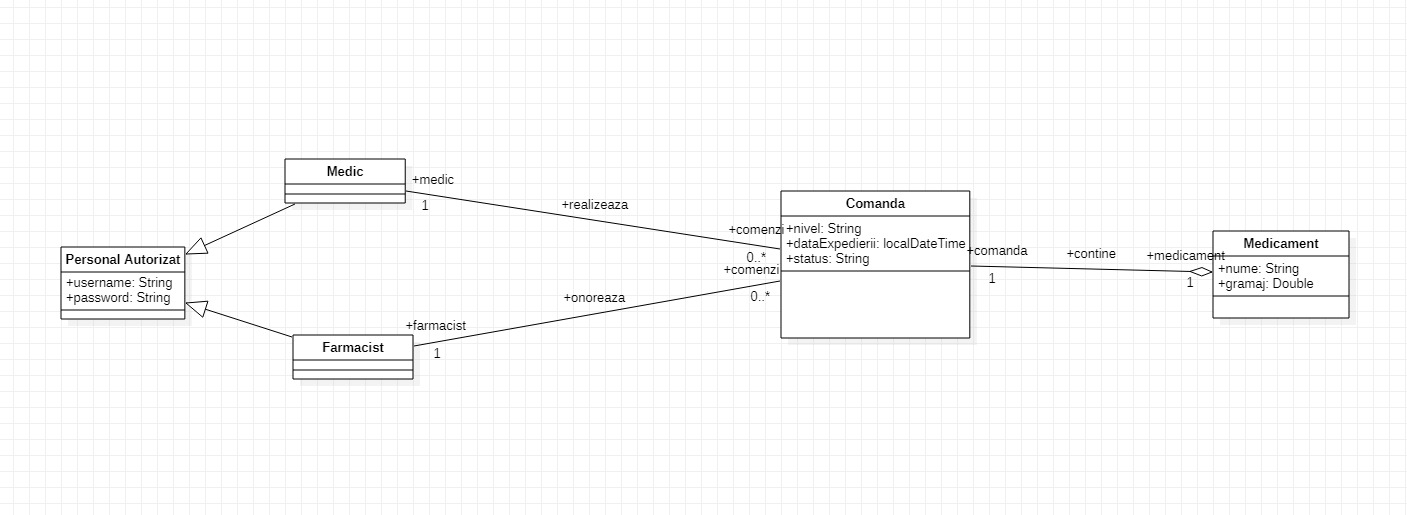 Medic
+medic
1
+realizeaza
+comenzi
0..*
Personal Autorizat
+username: String
+password: String
Farmacist
+farmacist
1
+onoreaza
+comenzi
0..*
Comanda
+nivel: String
+dataExpedierii: localDateTime
+status: String
+comanda
1
+contine
+medicament
1
Medicament
+nume: String
+gramaj: Double